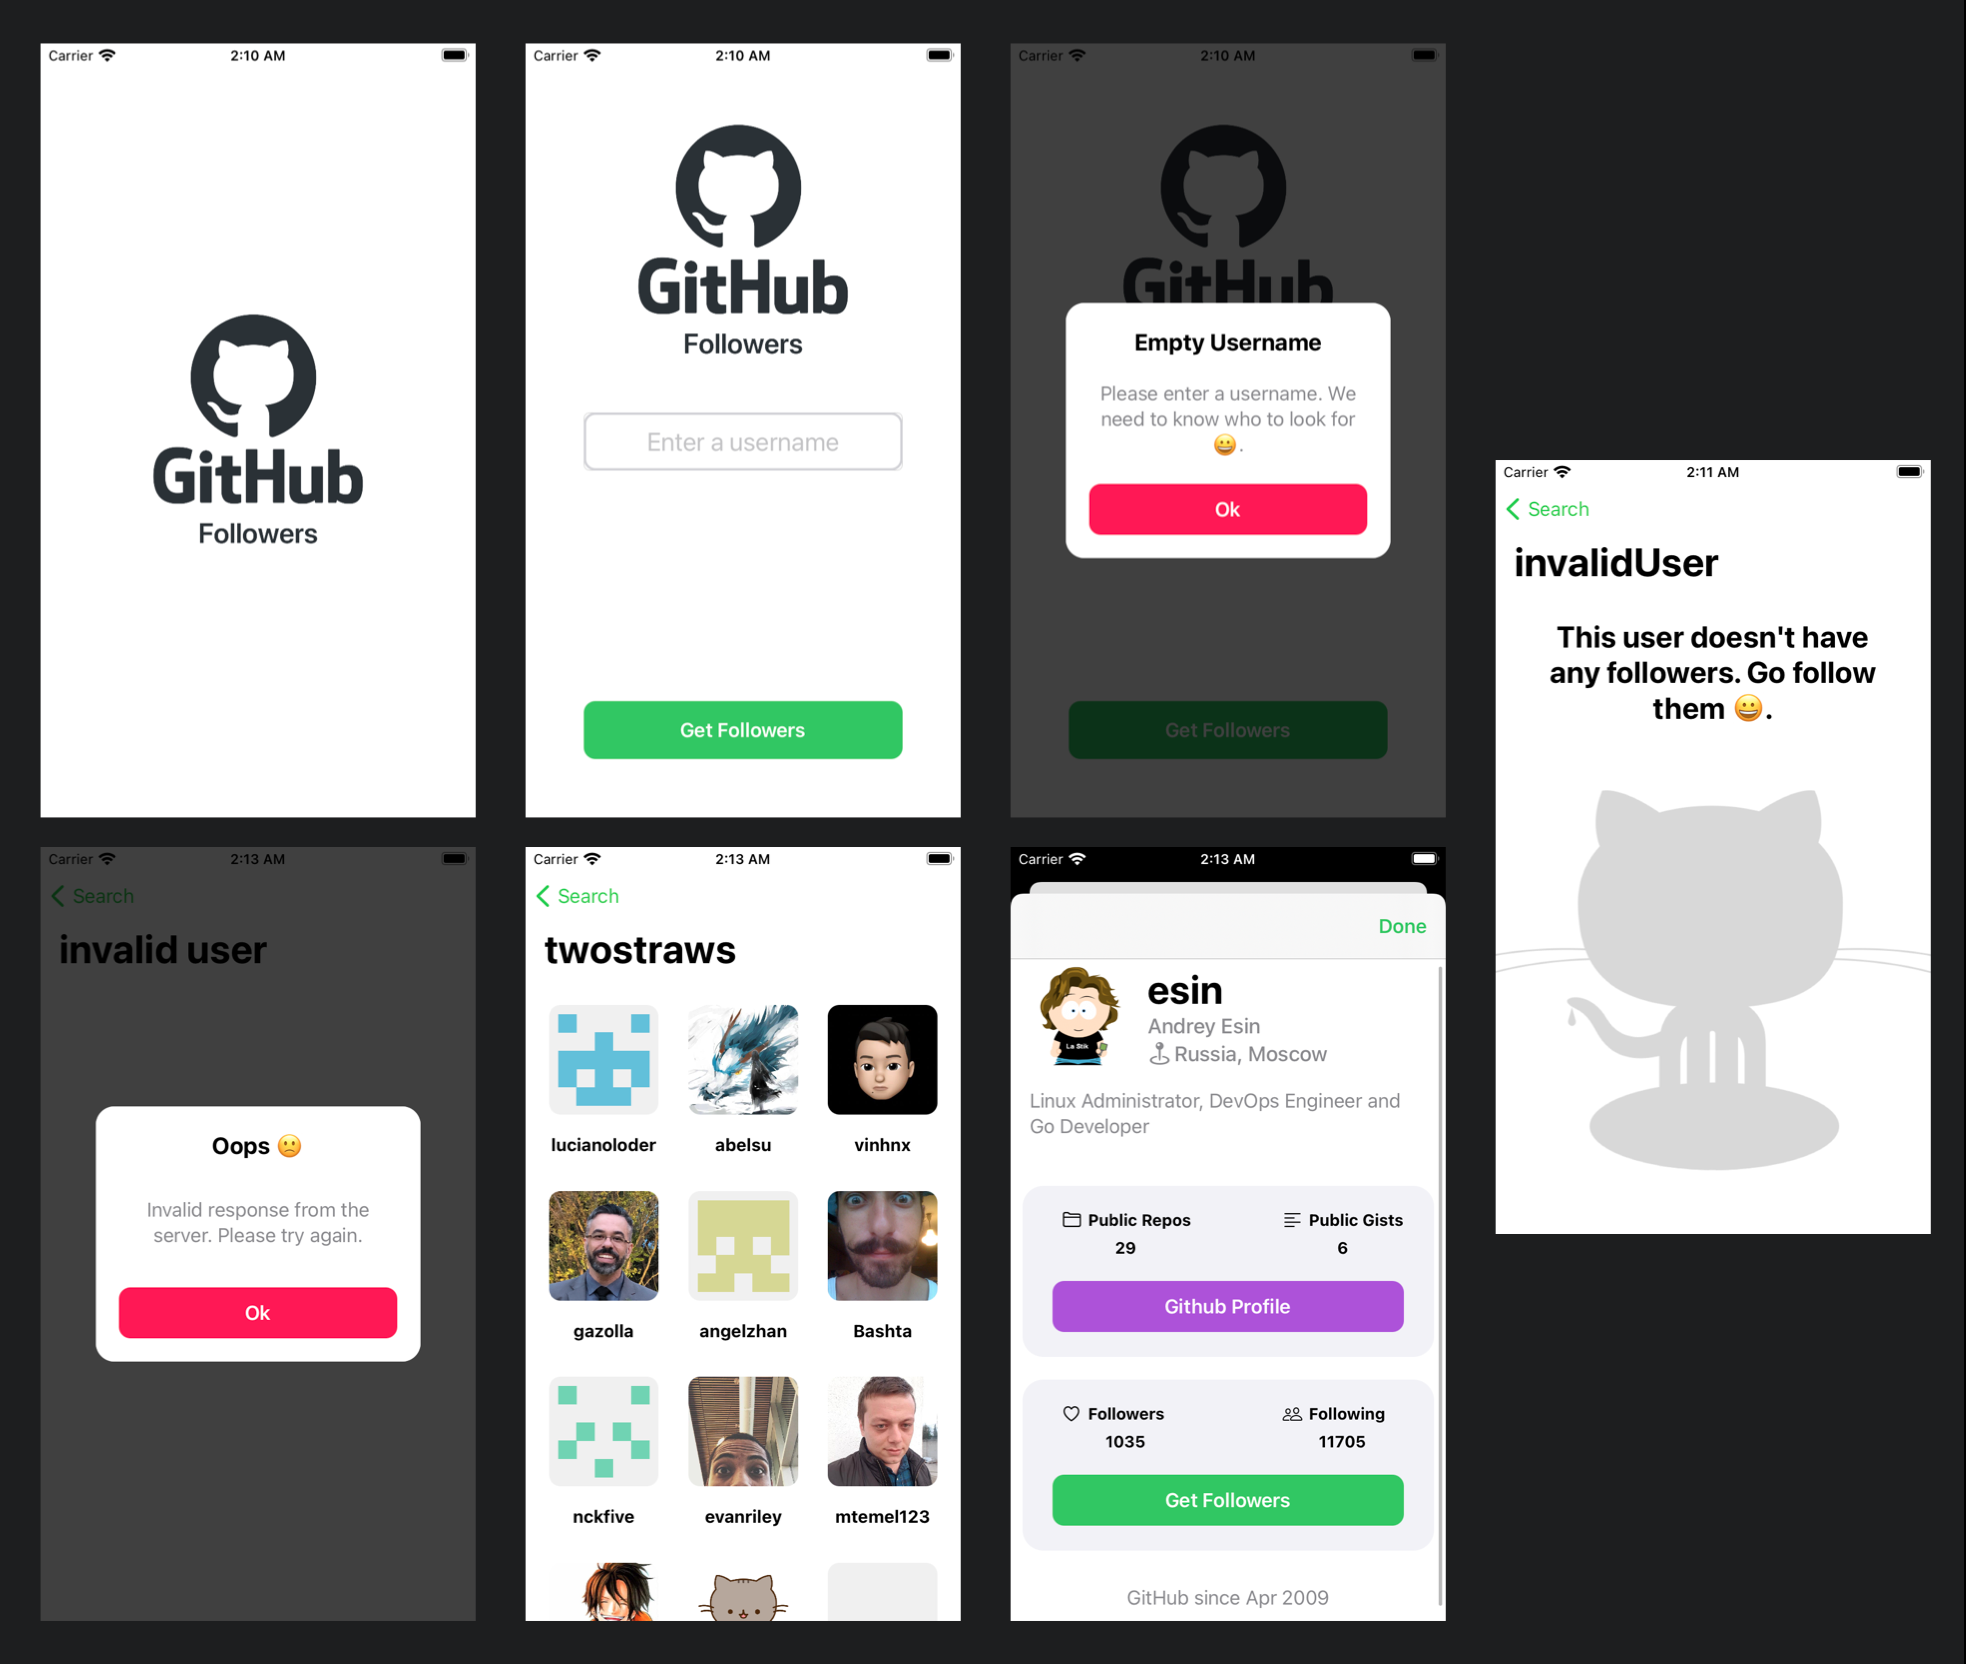 Carrier 2:10 AM
GitHub
Followers
Carrier 2:10 AM
GitHub
Followers
Enter a username
Get Followers
Carrier 2:10 AM
GitHub
Empty Username
Please enter a username. We
need to know who to look for
😀.
Ok
Get Followers
Carrier 2:11 AM
Search
invalidUser
This user doesn't have
any followers. Go follow
them 😀.
Carrier 2:13 AM
Search
invalid user
Oops 🙁
Invalid response from the
server. Please try again.
Ok
Carrier 2:13 AM
Search
twostraws
lucianoloder abelsu vinhnx
gazolla angelzhan Bashta
nckfive evanriley mtemel123
Carrier 2:13 AM
Done
La Stik
esin
Andrey Esin
Russia, Moscow
Linux Administrator, DevOps Engineer and
Go Developer
Public Repos Public Gists
29 6
Github Profile
Followers Following
1035 11705
Get Followers
GitHub since Apr 2009